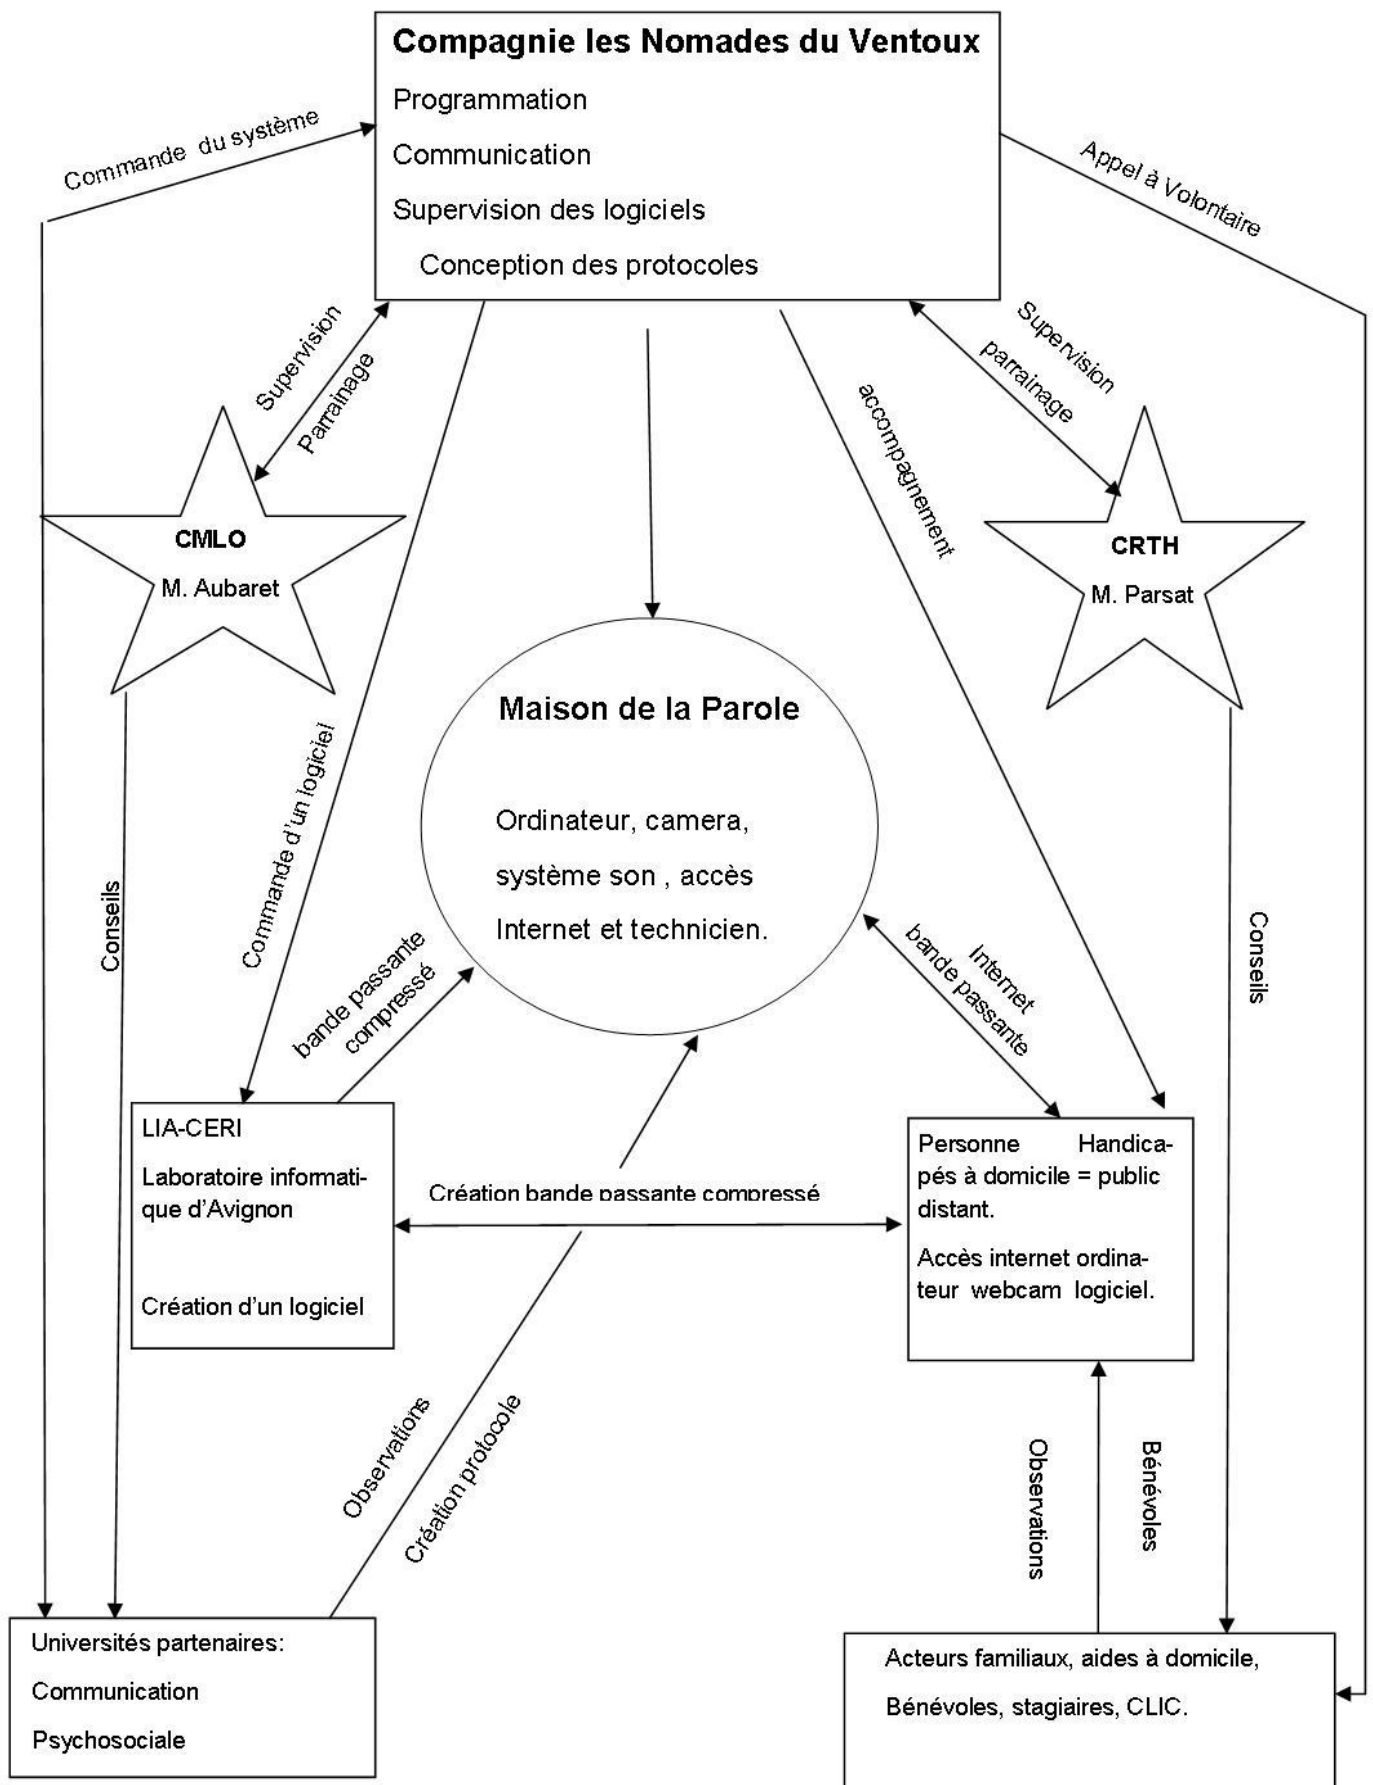 Compagnie les Nomades du Ventoux
Programmation
Communication
Supervision des logiciels
Conception des protocoles
Commande du système
Appel à Volontaire
Supervision
Parrainage
Supervision
parrainage
accompagnement
CMLO
M. Aubaret
CRTH
M. Parsat
Maison de la Parole
Ordinateur, camera,
système son , accès
Internet et technicien.
Commande d'un logiciel
Conseils
Conseils
bande passante
compressé
Internet
bande passante
LIA-CERI
Laboratoire informati-
que d'Avignon
Création d'un logiciel
Création bande passante compressé
Personne Handica-
pés à domicile = public
distant.
Accès internet ordina-
teur webcam logiciel.
Observations
Création protocole
Observations
Bénévoles
Universités partenaires:
Communication
Psychosociale
Acteurs familiaux, aides à domicile,
Bénévoles, stagiaires, CLIC.